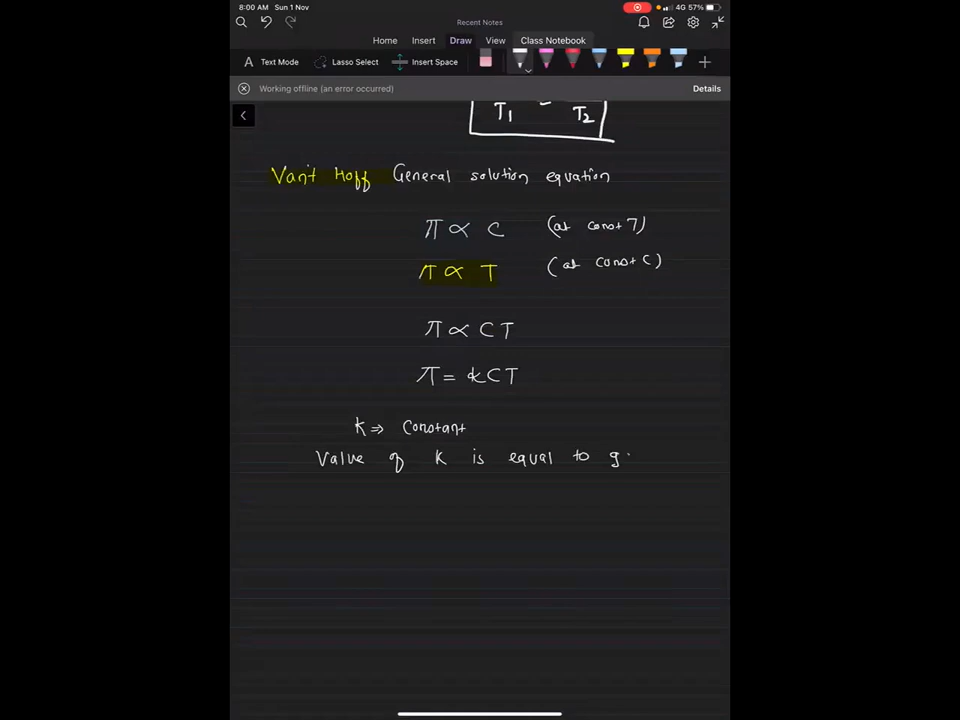 8:00 AM Sun 1 Nov
4G 57%
Recent Notes
Home Insert Draw View Class Notebook
A Text Mode Lasso Select Insert Space
Working offline (an error occurred) Details
T1 = T2
Van't Hoff General solution equation
π ∝ C (at const T)
π ∝ T (at const C)
π ∝ CT
π = kCT
k ⇒ Constant
Value of k is equal to g